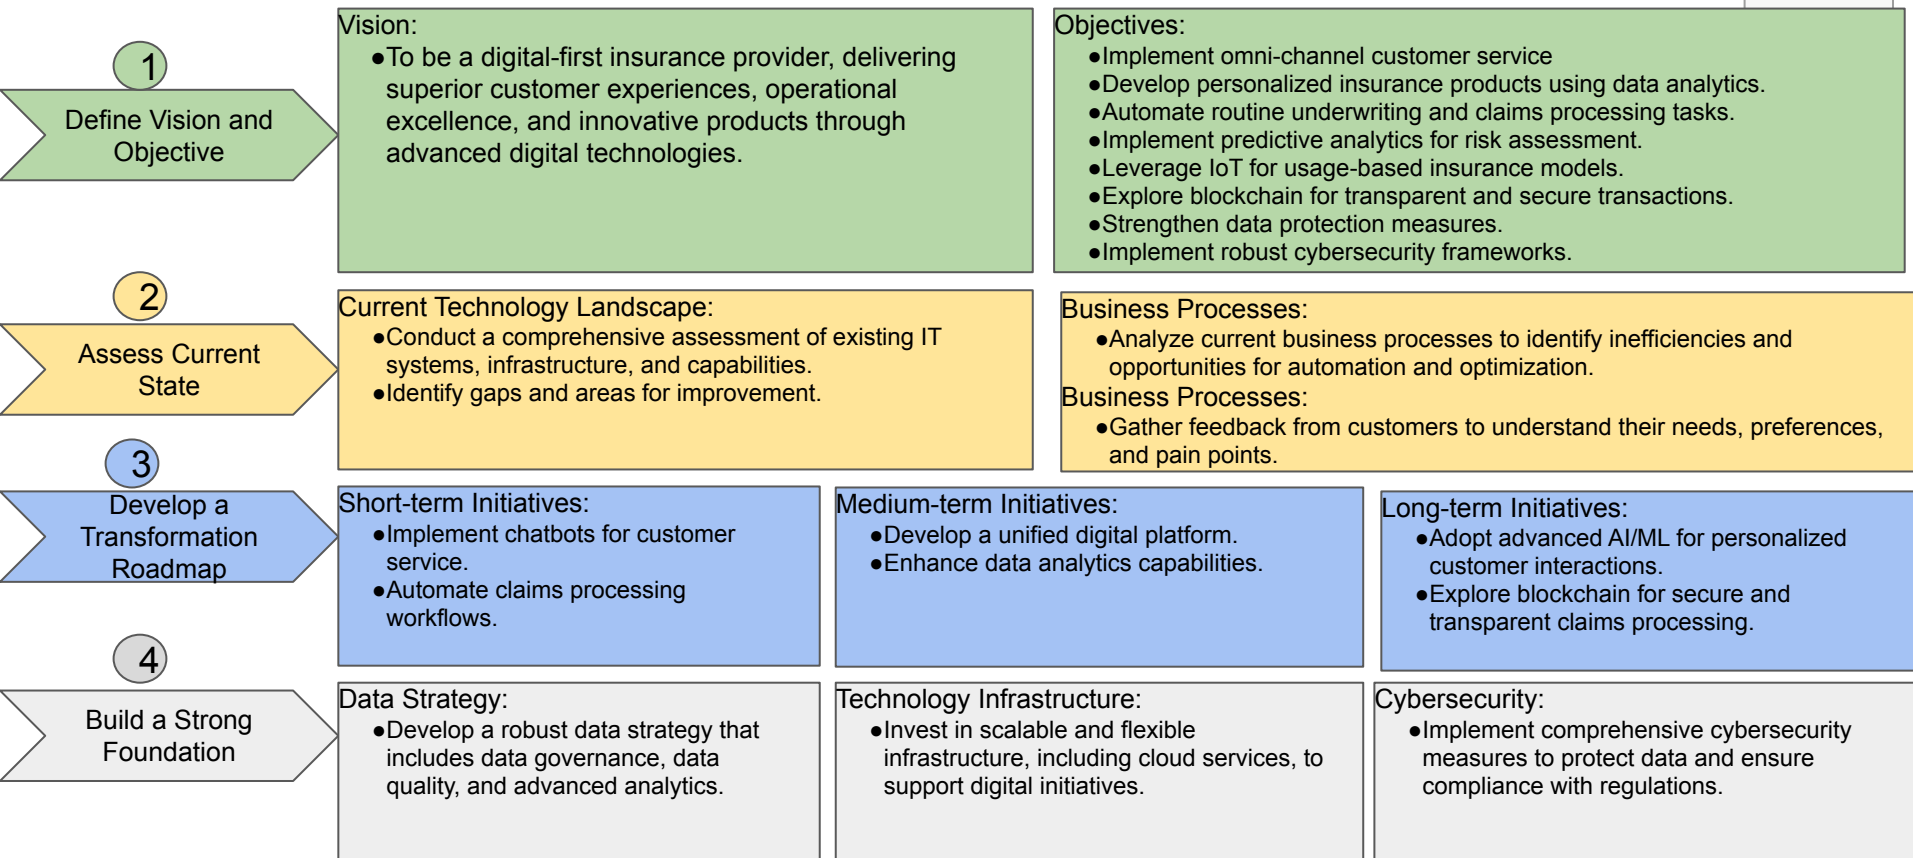 1
Define Vision and
Objective
Vision:
●To be a digital-first insurance provider, delivering
superior customer experiences, operational
excellence, and innovative products through
advanced digital technologies.
Objectives:
●Implement omni-channel customer service
●Develop personalized insurance products using data analytics.
●Automate routine underwriting and claims processing tasks.
●Implement predictive analytics for risk assessment.
●Leverage IoT for usage-based insurance models.
●Explore blockchain for transparent and secure transactions.
●Strengthen data protection measures.
●Implement robust cybersecurity frameworks.
2
Assess Current
State
Current Technology Landscape:
●Conduct a comprehensive assessment of existing IT
systems, infrastructure, and capabilities.
●Identify gaps and areas for improvement.
Business Processes:
●Analyze current business processes to identify inefficiencies and
opportunities for automation and optimization.
Business Processes:
●Gather feedback from customers to understand their needs, preferences,
and pain points.
3
Develop a
Transformation
Roadmap
Short-term Initiatives:
●Implement chatbots for customer
service.
●Automate claims processing
workflows.
Medium-term Initiatives:
●Develop a unified digital platform.
●Enhance data analytics capabilities.
Long-term Initiatives:
●Adopt advanced AI/ML for personalized
customer interactions.
●Explore blockchain for secure and
transparent claims processing.
4
Build a Strong
Foundation
Data Strategy:
●Develop a robust data strategy that
includes data governance, data
quality, and advanced analytics.
Technology Infrastructure:
●Invest in scalable and flexible
infrastructure, including cloud services, to
support digital initiatives.
Cybersecurity:
●Implement comprehensive cybersecurity
measures to protect data and ensure
compliance with regulations.